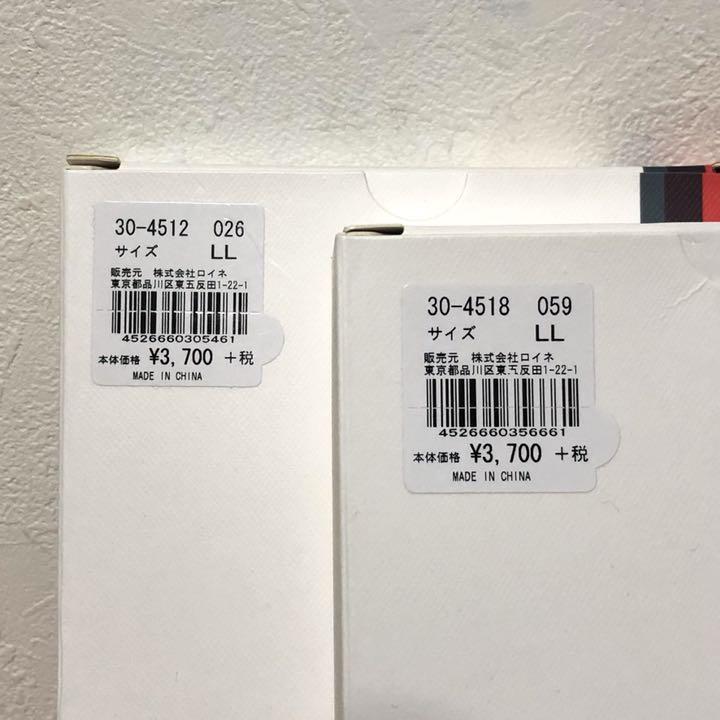 30-4512 026
サイズ LL
販売元 株式会社ロイネ
東京都品川区東五反田1-22-1
4526660305461
本体価格 ¥3,700 +税
MADE IN CHINA
30-4518 059
サイズ LL
販売元 株式会社ロイネ
東京都品川区東五反田1-22-1
4526660356661
本体価格 ¥3,700 +税
MADE IN CHINA